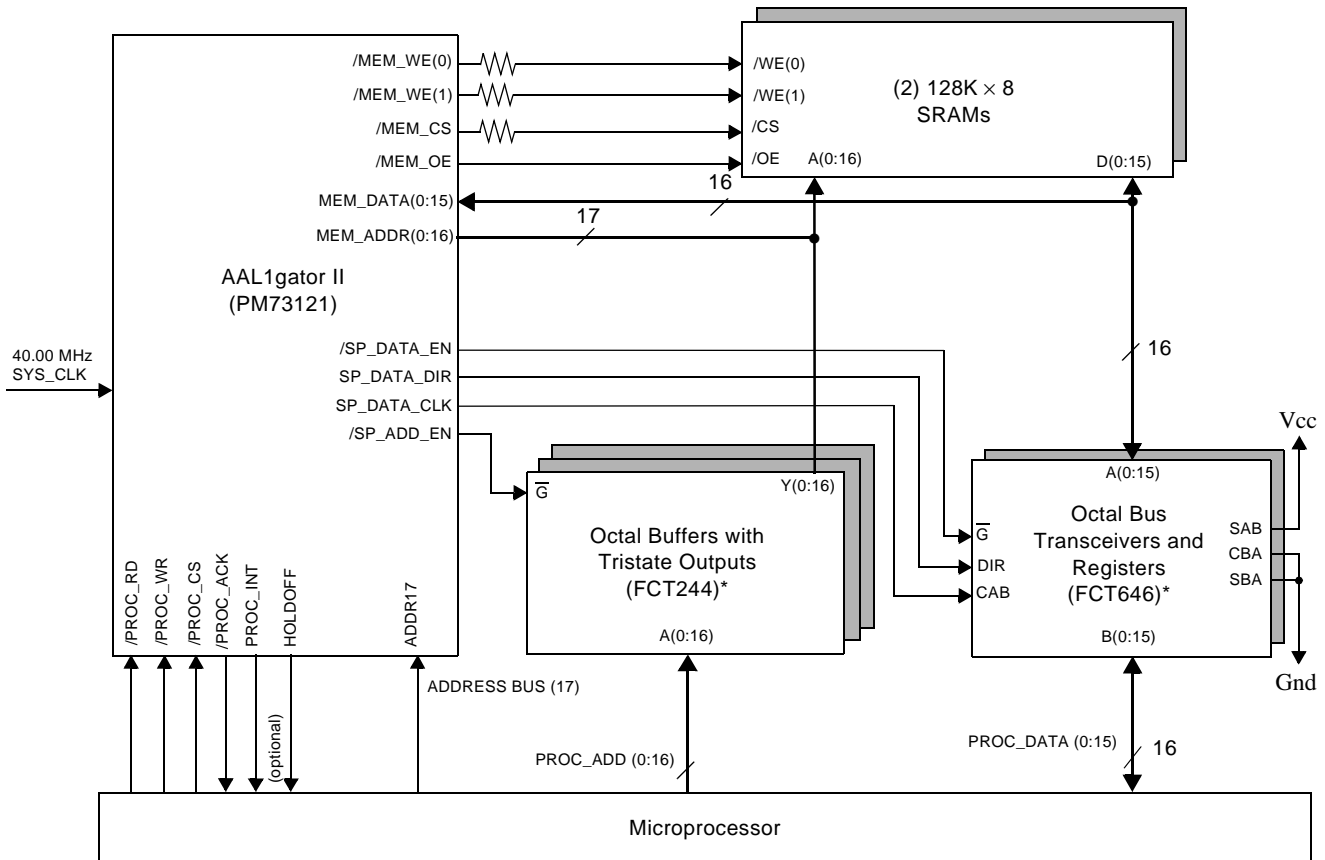 /MEM_WE(0)
/MEM_WE(1)
/MEM_CS
/MEM_OE
MEM_DATA(0:15)
MEM_ADDR(0:16)
AAL1gator II
(PM73121)
40.00 MHz
SYS_CLK
/SP_DATA_EN
SP_DATA_DIR
SP_DATA_CLK
/SP_ADD_EN
/PROC_RD
/PROC_WR
/PROC_CS
/PROC_ACK
PROC_INT
HOLDOFF
ADDR17
(optional)
ADDRESS BUS (17)
/WE(0)
/WE(1)
/CS
/OE
A(0:16)
D(0:15)
(2) 128K × 8
SRAMs
16
17
16
G
Y(0:16)
Octal Buffers with
Tristate Outputs
(FCT244)*
A(0:16)
PROC_ADD (0:16)
A(0:15)
G
DIR
CAB
Octal Bus
Transceivers and
Registers
(FCT646)*
SAB
CBA
SBA
B(0:15)
Vcc
Gnd
PROC_DATA (0:15)
16
Microprocessor